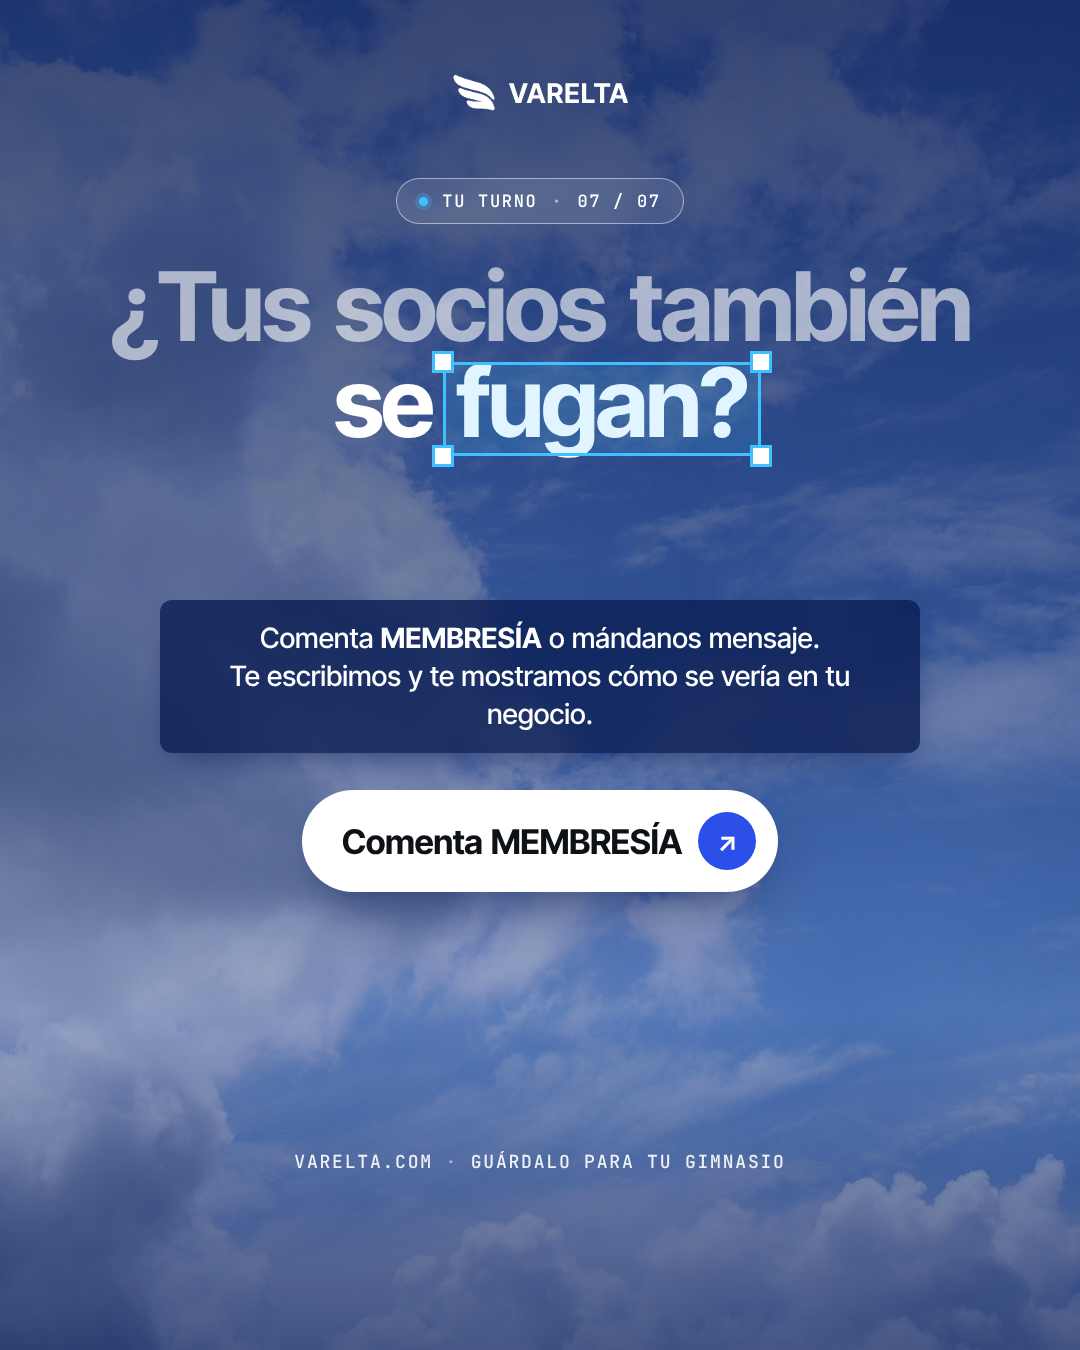 VARELTA
TU TURNO · 07 / 07
¿Tus socios también
se fugan?
Comenta MEMBRESÍA o mándanos mensaje.
Te escribimos y te mostramos cómo se vería en tu
negocio.
Comenta MEMBRESÍA
VARELTA.COM · GUÁRDALO PARA TU GIMNASIO